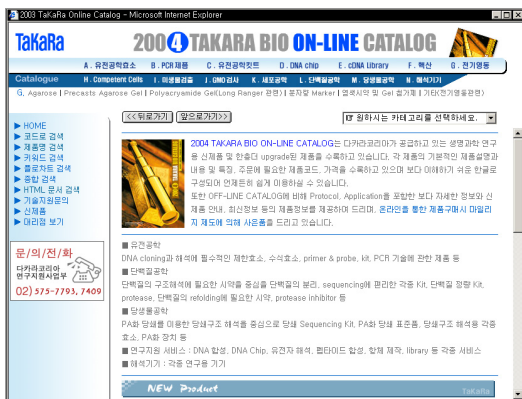 2003 TaKaRa Online Catalog - Microsoft Internet Explorer
TaKaRa 2004 TAKARA BIO ON-LINE CATALOG
A . 유전공학효소 B . PCR 제품 C . 유전공학킷트 D . DNA chip E . cDNA Library F . 핵산 G . 전기영동
Catalogue H . Competent Cells I . 미생물검출 J . GMO 검사 K . 세포공학 L . 단백질공학 M . 당생물공학 N . 해석기기
G. Agarose | Precasts Agarose Gel | Polyacryamide Gel(Long Ranger 관련) | 분자량 Marker | 염색시약 및 Gel 첨가제 | 기타(전기영동관련)
<<뒤로가기 앞으로가기>> 원하시는 카테고리를 선택하세요.
HOME
코드로 검색
제품명 검색
키워드 검색
플로차트 검색
종합 검색
HTML 문서 검색
기술지원문의
신제품
대리점 보기
문/의/전/화
다카라코리아
연구지원사업부
02) 575-7793, 7409
2004 TAKARA BIO ON-LINE CATALOG는 다카라코리아가 공급하고 있는 생명과학 연구
용 신제품 및 한층더 upgrade된 제품을 수록하고 있습니다. 각 제품의 기본적인 제품설명과
내용 및 특징, 주문에 필요한 제품코드, 가격을 수록하고 있으며 보다 이해하기 쉬운 한글로
구성되어 언제든히 쉽게 이용하실 수 있습니다.
또한 OFF-LINE CATALOG에 비해 Protocol, Application을 포함한 보다 자세한 정보와 신
제품 안내, 최신정보 등의 제품정보를 제공하여 드리며, 온라인을 통한 제품구매시 마일리
지 제도에 의해 사은품을 드리고 있습니다.
■ 유전공학
DNA cloning과 해석에 필수적인 제한효소, 수식효소, primer & probe, kit, PCR 기술에 관한 제품 등
■ 단백질공학
단백질의 구조해석에 필요한 시약을 중심을 단백질의 분리, sequencing에 편리한 각종 Kit, 단백질 정량 Kit,
protease, 단백질의 refolding에 필요한 시약, protease inhibitor 등
■ 당생물공학
PA화 당쇄를 이용한 당쇄구조 해석을 중심으로 당쇄 Sequencing Kit, PA화 당쇄 표준품, 당쇄구조 해석용 각종
효소, PA화 장치 등
■ 연구지원 서비스 : DNA 합성, DNA Chip, 유전자 해석, 펩타이드 합성, 항체 제작, library 등 각종 서비스
■ 해석기기 : 각종 연구용 기기
NEW Product TaKaRa